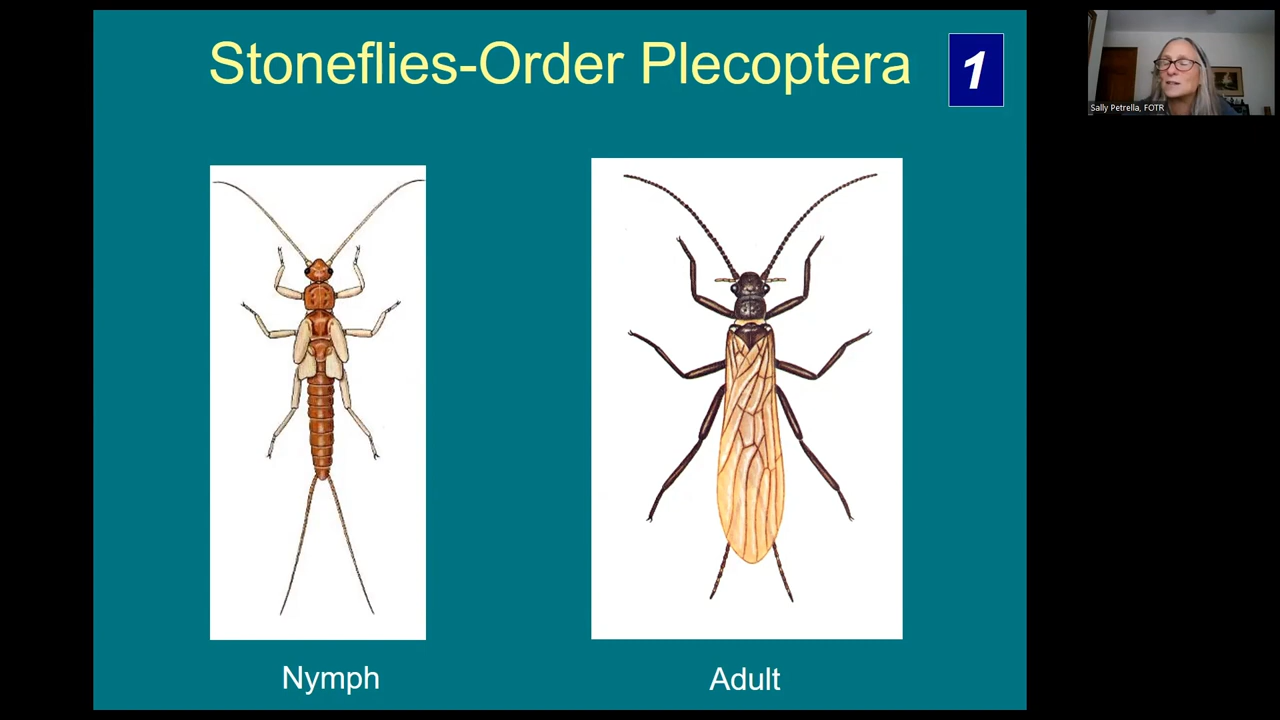 Stoneflies-Order Plecoptera
1
Sally Petrella, FOTR
Nymph
Adult